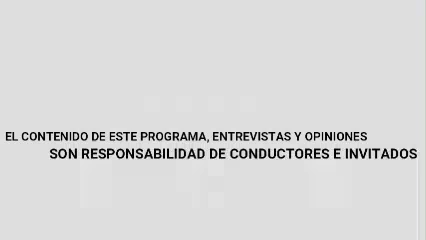 EL CONTENIDO DE ESTE PROGRAMA, ENTREVISTAS Y OPINIONES
SON RESPONSABILIDAD DE CONDUCTORES E INVITADOS